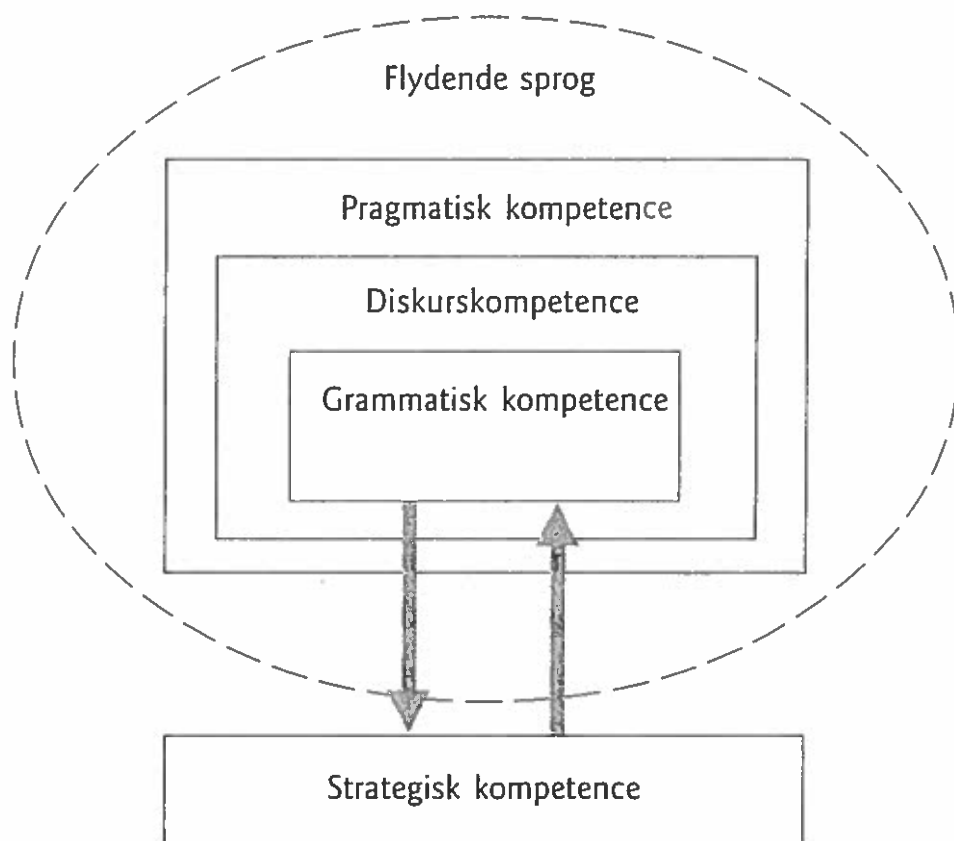 Flydende sprog
Pragmatisk kompetence
Diskurskompetence
Grammatisk kompetence
Strategisk kompetence